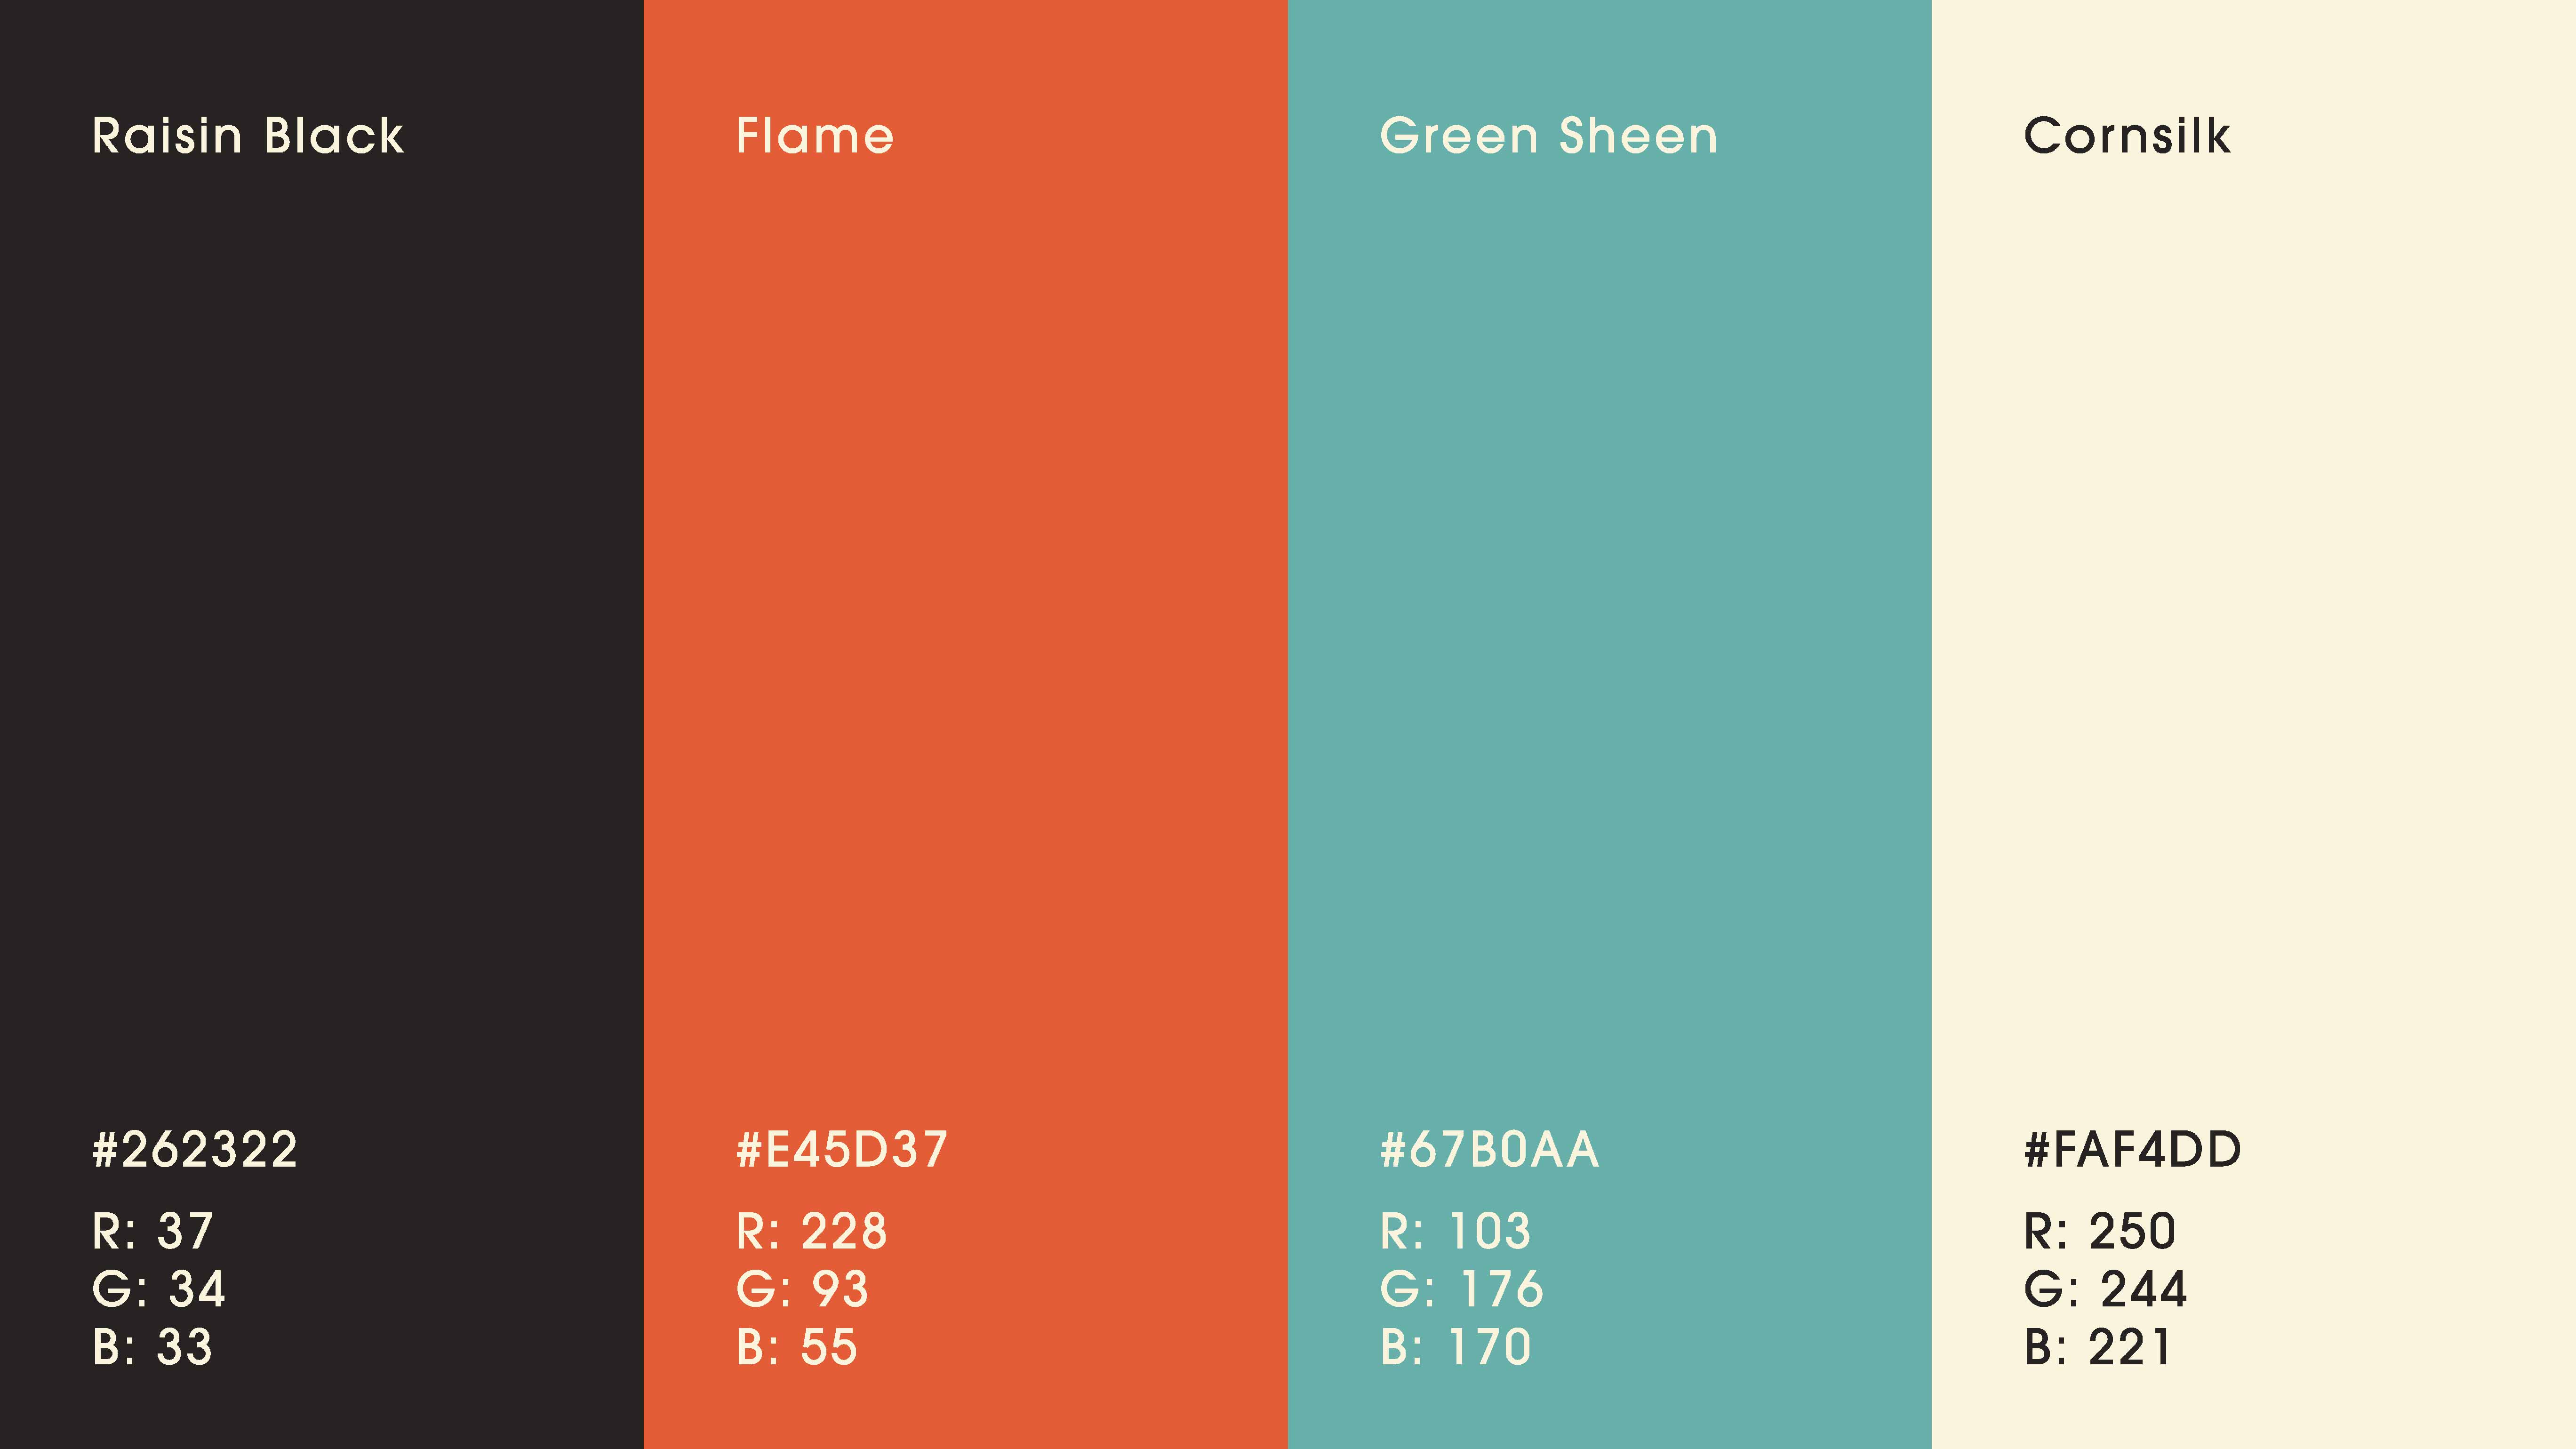 Raisin Black
#262322
R: 37
G: 34
B: 33
Flame
#E45D37
R: 228
G: 93
B: 55
Green Sheen
#67B0AA
R: 103
G: 176
B: 170
Cornsilk
#FAF4DD
R: 250
G: 244
B: 221